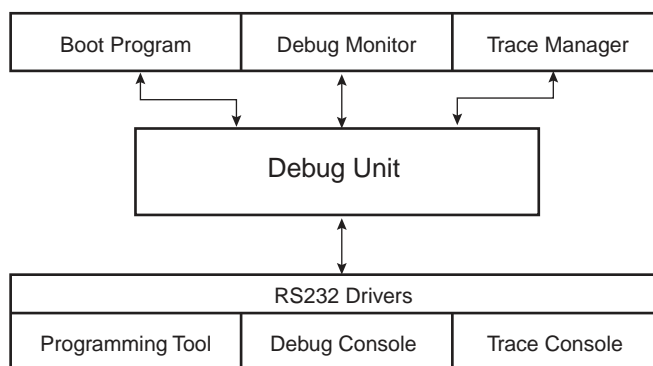 Boot Program
Debug Monitor
Trace Manager
Debug Unit
RS232 Drivers
Programming Tool
Debug Console
Trace Console